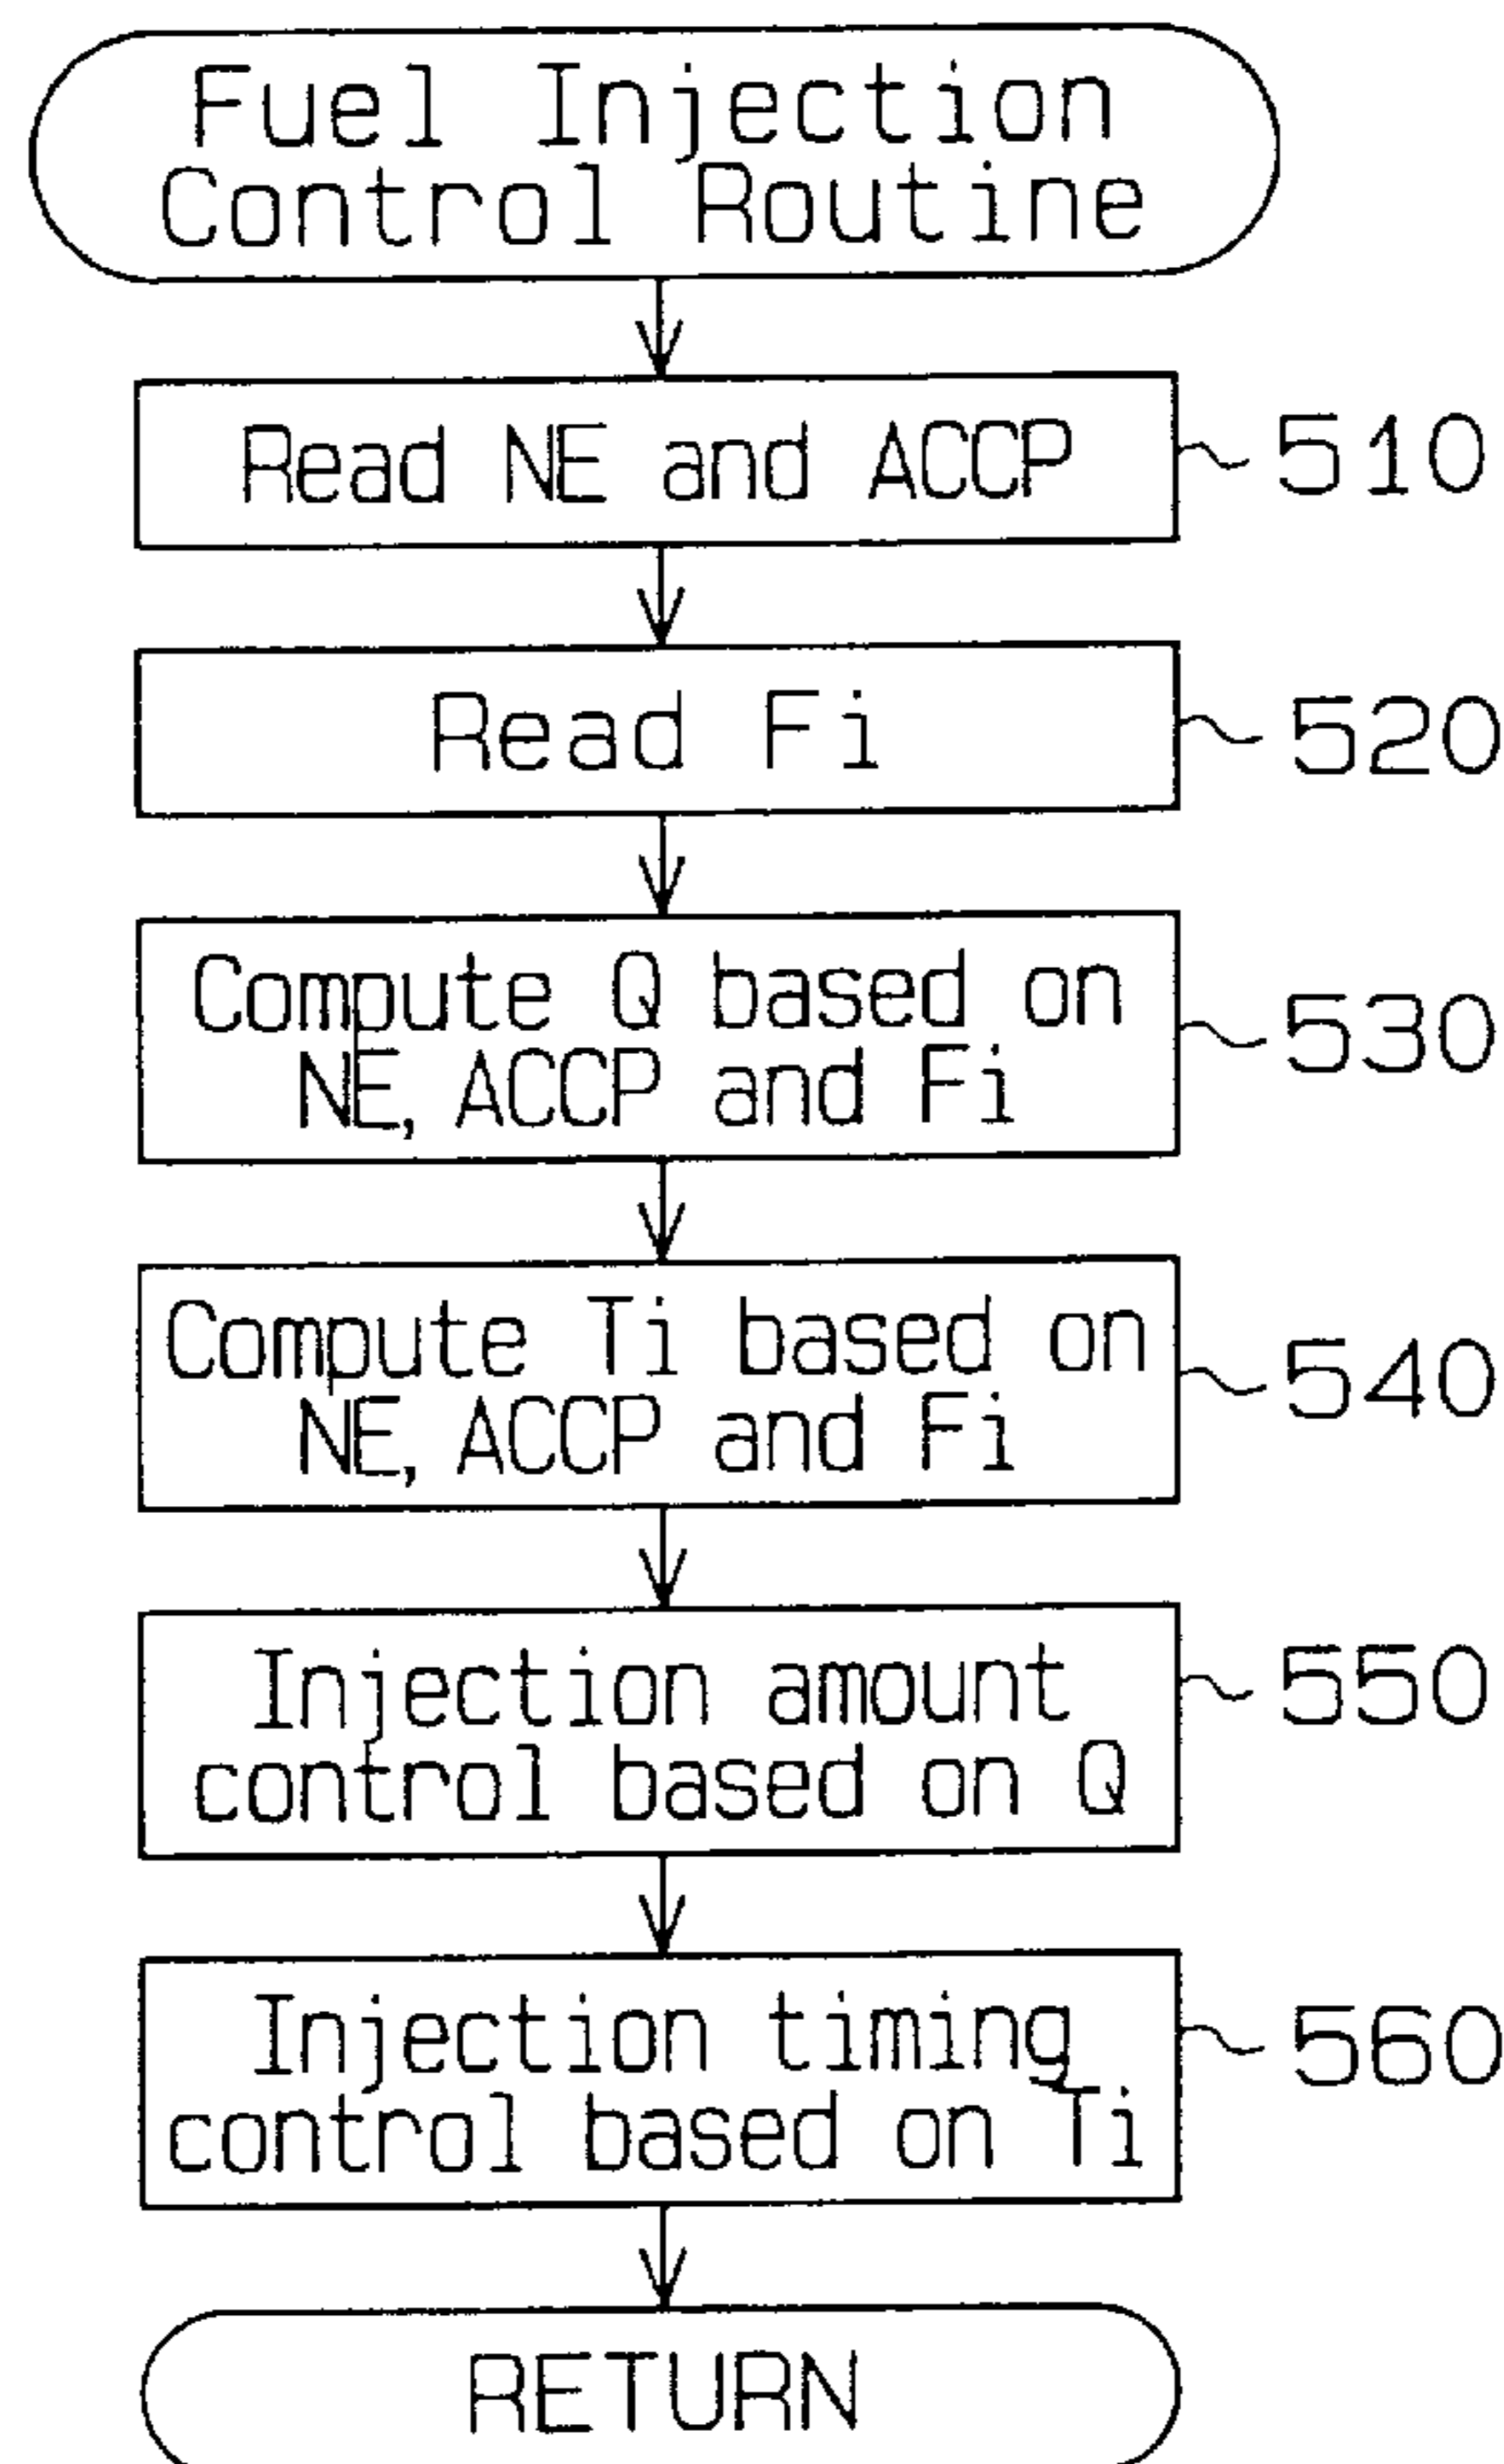 Fuel Injection
Control Routine
Read NE and ACCP
510
Read Fi
520
Compute Q based on
NE, ACCP and Fi
530
Compute Ti based on
NE, ACCP and Fi
540
Injection amount
control based on Q
550
Injection timing
control based on Ti
560
RETURN